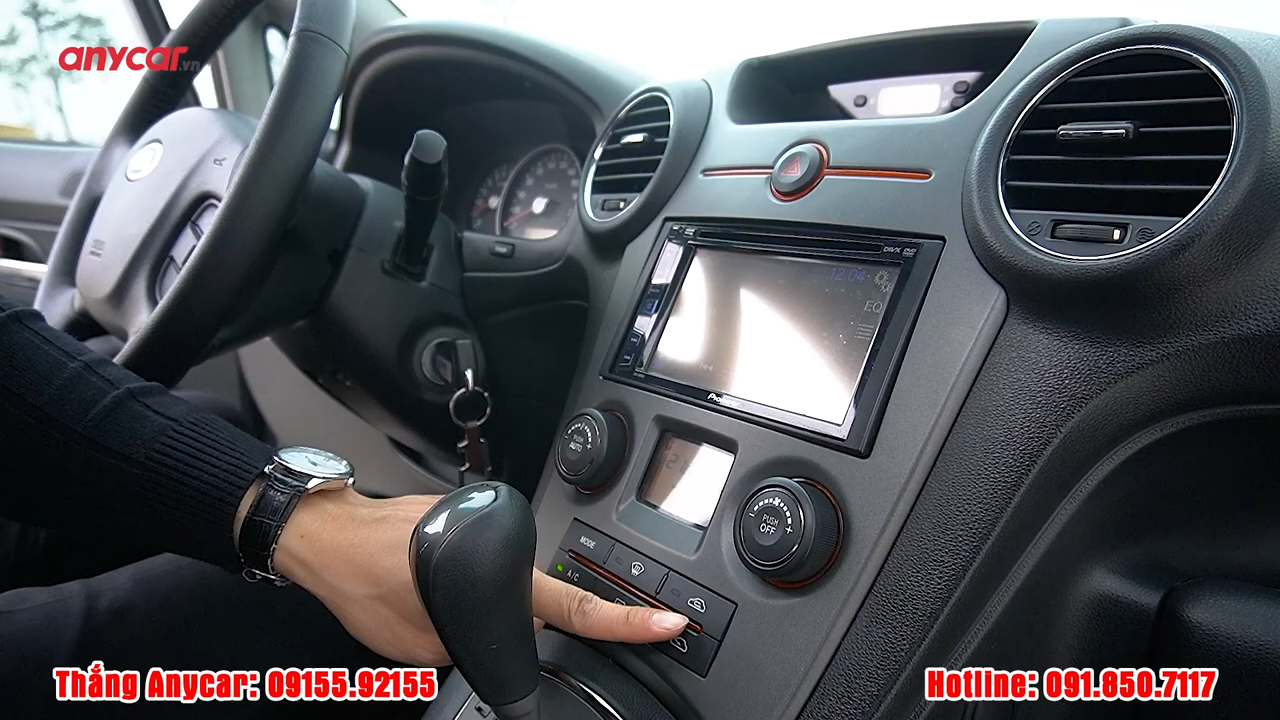 anycar.vn
DIVX DVD
12:04
EQ
Pioneer
PUSH
AUTO
PUSH
OFF
MODE
A/C
Thắng Anycar: 09155.92155
Hotline: 091.850.7117